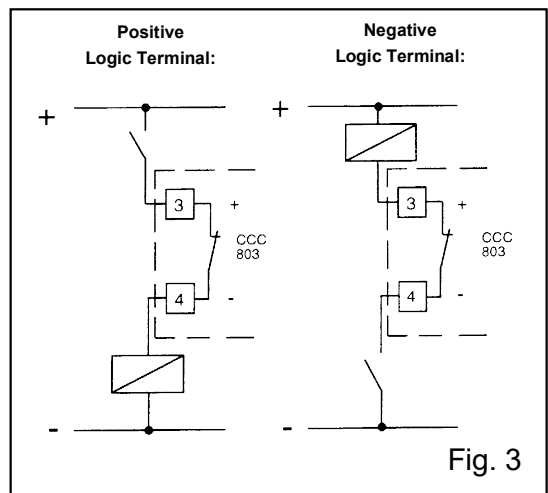 Positive
Logic Terminal:
+
3
+
CCC
803
4
-
-
Negative
Logic Terminal:
+
3
+
CCC
803
4
-
-
Fig. 3